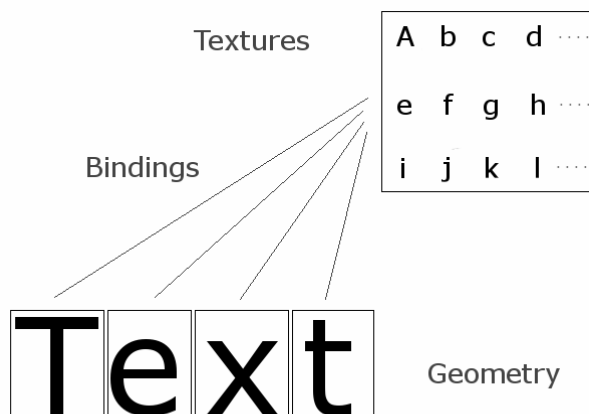 Textures
A b c d ....
e f g h ....
Bindings
i j k l ....
Text
Geometry